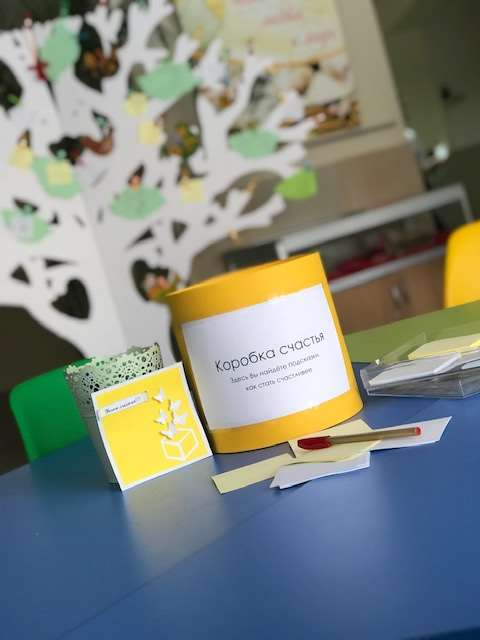 Коробка счастья
Здесь вы найдёте подсказки
как стать счастливее